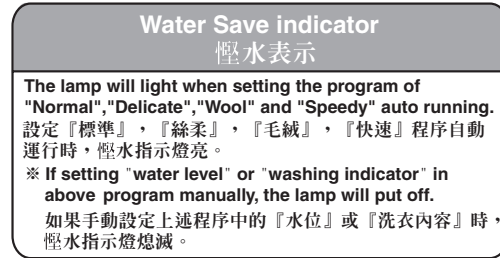 Water Save indicator
慳水表示
The lamp will light when setting the program of
"Normal","Delicate","Wool" and "Speedy" auto running.
設定『標準』，『絲柔』，『毛絨』，『快速』程序自動
運行時，慳水指示燈亮。
※ If setting "water level" or "washing indicator" in
above program manually, the lamp will put off.
如果手動設定上述程序中的『水位』或『洗衣內容』時，
慳水指示燈熄滅。